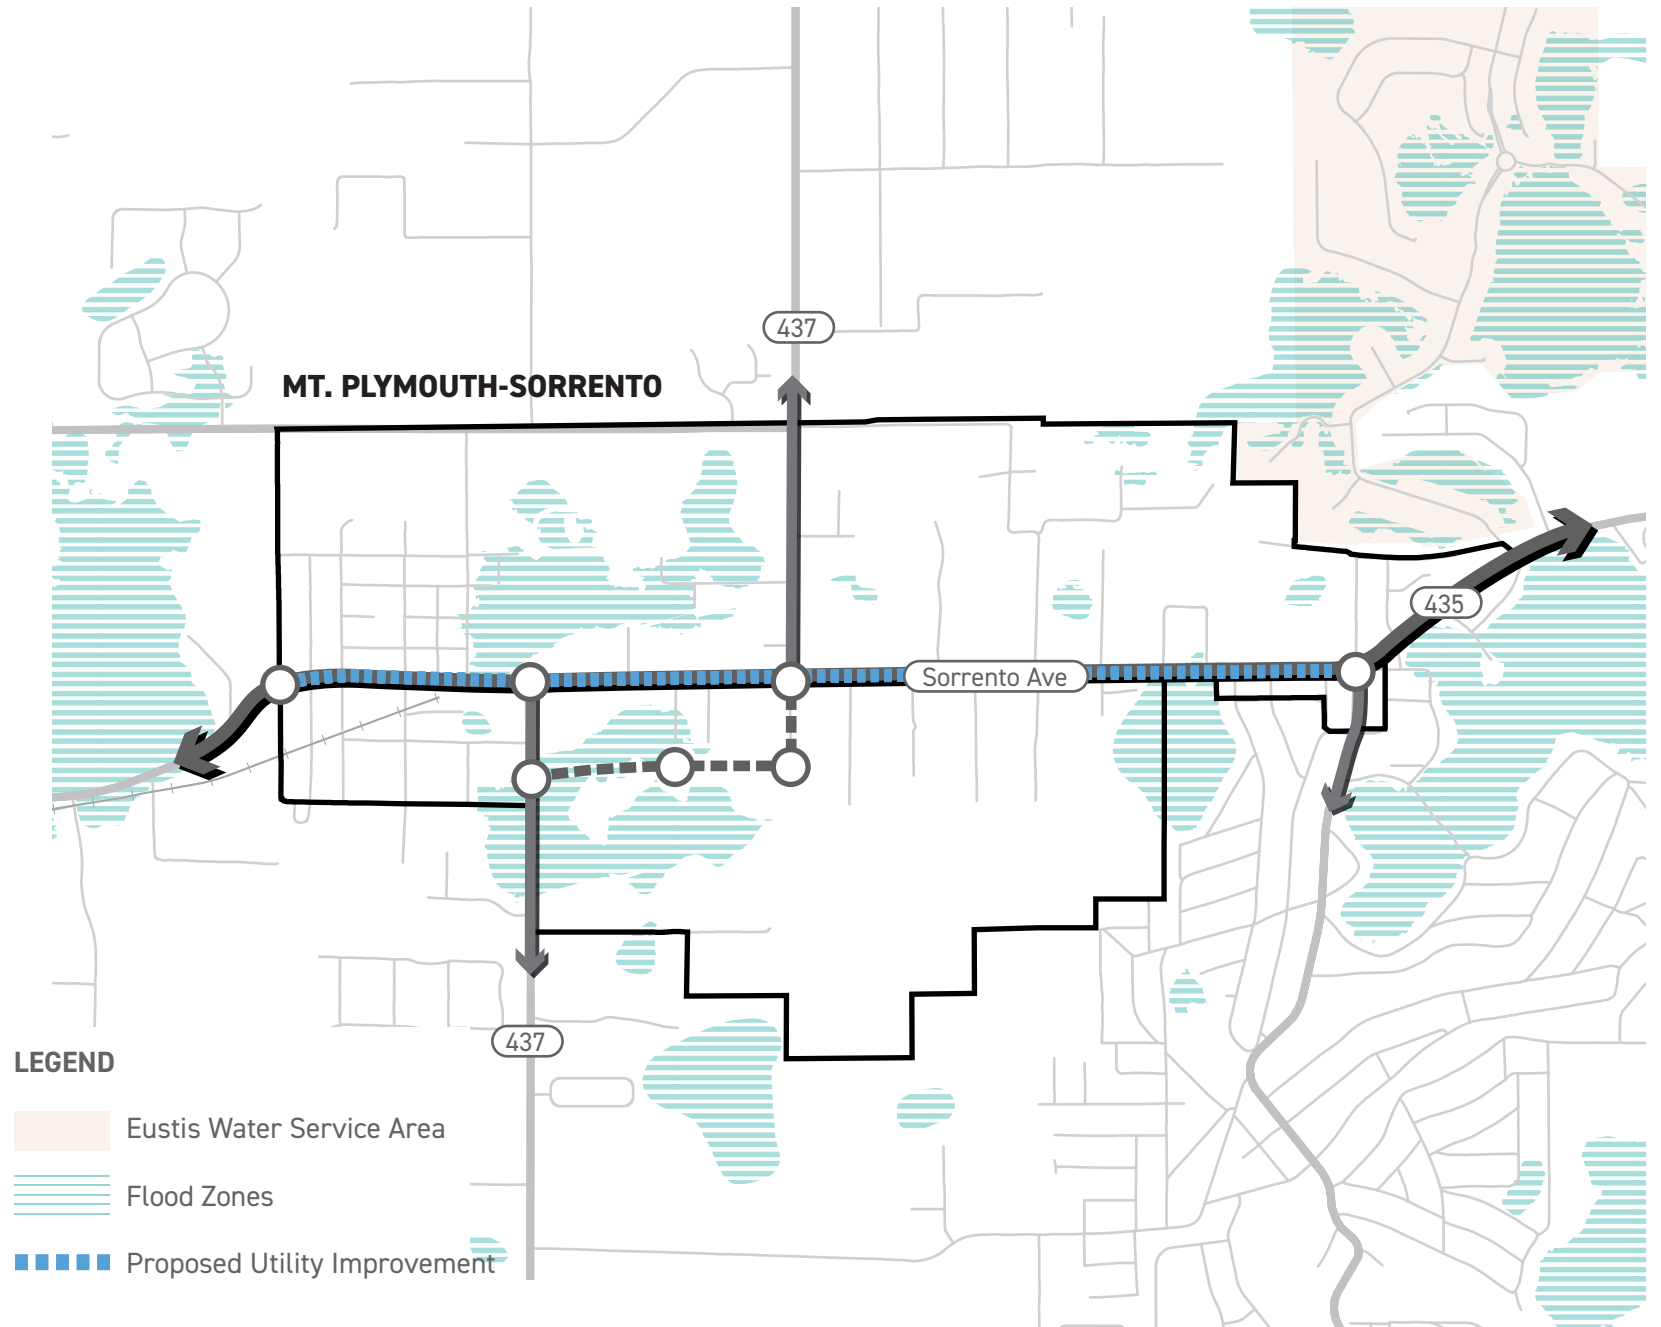 437
MT. PLYMOUTH-SORRENTO
435
Sorrento Ave
437
LEGEND
Eustis Water Service Area
Flood Zones
Proposed Utility Improvement